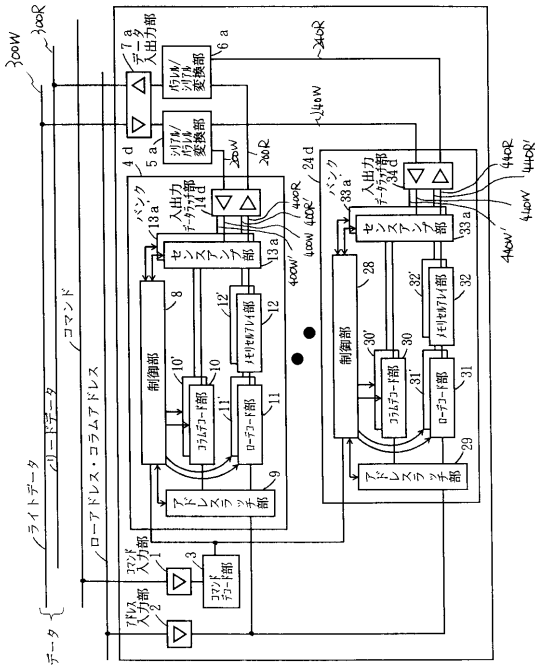 300W
300R
ライトデータ
リードデータ
データ
コマンド
ローアドレス・コラムアドレス
アドレス
入力部
2
コマンド
入力部
1
3
コマンド
デコード部
7a
データ
入出力部
5a
シリアル/
パラレル
変換部
6a
パラレル/
シリアル
変換部
200W
200R
240W
240R
4d
バンク
8
制御部
9
アドレスラッチ部
10'
10
コラムデコード部
11'
11
ローデコード部
12'
12
メモリセルアレイ部
13a'
13a
センスアンプ部
入出力
データラッチ部
14d
400R
400R'
400W
400W'
24d
バンク
28
制御部
29
アドレスラッチ部
30'
30
コラムデコード部
31'
31
ローデコード部
32'
32
メモリセルアレイ部
33a'
33a
センスアンプ部
入出力
データラッチ部
34d
440R
440R'
440W
440W'